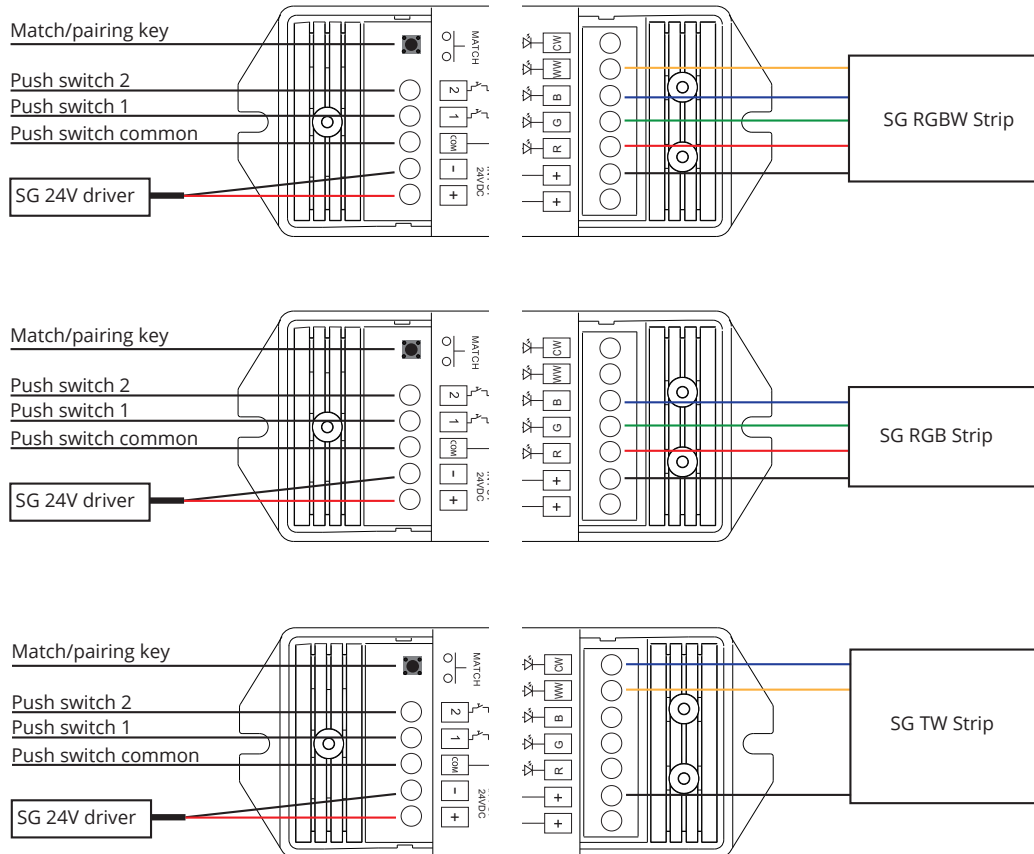 Match/pairing key
MATCH
Push switch 2
2
Push switch 1
1
Push switch common
COM
-
24VDC
+
SG 24V driver
CW
WW
B
G
R
+
+
SG RGBW Strip
Match/pairing key
MATCH
Push switch 2
2
Push switch 1
1
Push switch common
COM
-
24VDC
+
SG 24V driver
CW
WW
B
G
R
+
+
SG RGB Strip
Match/pairing key
MATCH
Push switch 2
2
Push switch 1
1
Push switch common
COM
-
24VDC
+
SG 24V driver
CW
WW
B
G
R
+
+
SG TW Strip